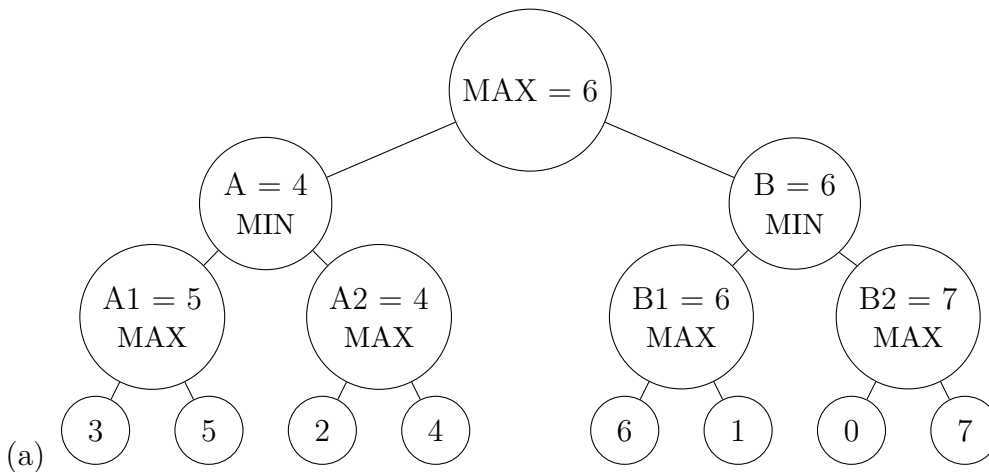 MAX = 6
A = 4
MIN
B = 6
MIN
A1 = 5
MAX
A2 = 4
MAX
B1 = 6
MAX
B2 = 7
MAX
(a)
3
5
2
4
6
1
0
7